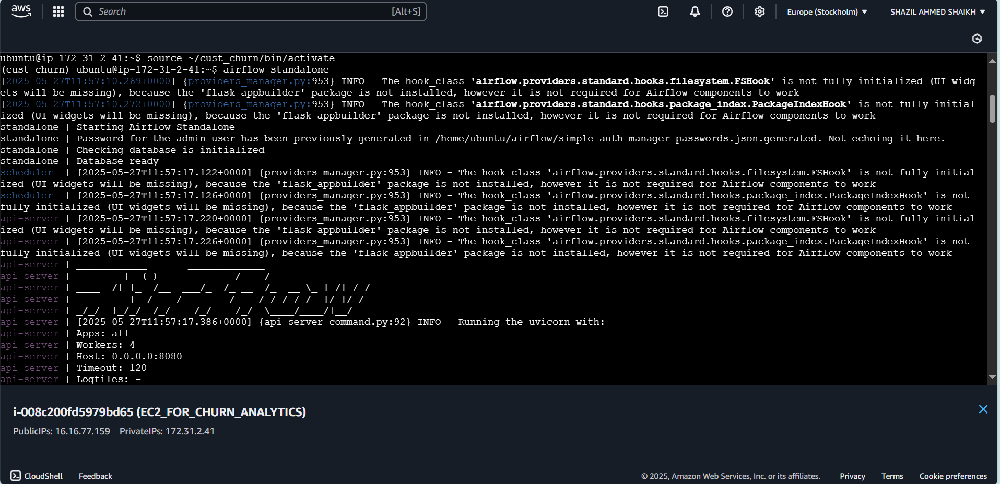 aws
Search
[Alt+S]
Europe (Stockholm)
SHAZIL AHMED SHAIKH
ubuntu@ip-172-31-2-41:~$ source ~/cust_churn/bin/activate
(cust_churn) ubuntu@ip-172-31-2-41:~$ airflow standalone
[2025-05-27T11:57:10.269+0000] {providers_manager.py:953} INFO - The hook_class 'airflow.providers.standard.hooks.filesystem.FSHook' is not fully initialized (UI widg
ets will be missing), because the 'flask_appbuilder' package is not installed, however it is not required for Airflow components to work
[2025-05-27T11:57:10.272+0000] {providers_manager.py:953} INFO - The hook_class 'airflow.providers.standard.hooks.package_index.PackageIndexHook' is not fully initial
ized (UI widgets will be missing), because the 'flask_appbuilder' package is not installed, however it is not required for Airflow components to work
standalone | Starting Airflow Standalone
standalone | Password for the admin user has been previously generated in /home/ubuntu/airflow/simple_auth_manager_passwords.json.generated. Not echoing it here.
standalone | Checking database is initialized
standalone | Database ready
scheduler  | [2025-05-27T11:57:17.122+0000] {providers_manager.py:953} INFO - The hook_class 'airflow.providers.standard.hooks.filesystem.FSHook' is not fully initial
ized (UI widgets will be missing), because the 'flask_appbuilder' package is not installed, however it is not required for Airflow components to work
scheduler  | [2025-05-27T11:57:17.126+0000] {providers_manager.py:953} INFO - The hook_class 'airflow.providers.standard.hooks.package_index.PackageIndexHook' is not
fully initialized (UI widgets will be missing), because the 'flask_appbuilder' package is not installed, however it is not required for Airflow components to work
api-server | [2025-05-27T11:57:17.220+0000] {providers_manager.py:953} INFO - The hook_class 'airflow.providers.standard.hooks.filesystem.FSHook' is not fully initial
ized (UI widgets will be missing), because the 'flask_appbuilder' package is not installed, however it is not required for Airflow components to work
api-server | [2025-05-27T11:57:17.226+0000] {providers_manager.py:953} INFO - The hook_class 'airflow.providers.standard.hooks.package_index.PackageIndexHook' is not
fully initialized (UI widgets will be missing), because the 'flask_appbuilder' package is not installed, however it is not required for Airflow components to work
api-server |  ____________       _____________
api-server | ____    |__( )_________  __/__  /________      __
api-server | ____  /| |_  /__  ___/_  /_ __  /_  __ \_ | /| / /
api-server | ___  ___ |  / _  /   _  __/ _  / / /_/ /_ |/ |/ /
api-server | _/_/  |_/_/  /_/    /_/    /_/  \____/____/|__/
api-server | [2025-05-27T11:57:17.386+0000] {api_server_command.py:92} INFO - Running the uvicorn with:
api-server | Apps: all
api-server | Workers: 4
api-server | Host: 0.0.0.0:8080
api-server | Timeout: 120
api-server | Logfiles: -
i-008c200fd5979bd65 (EC2_FOR_CHURN_ANALYTICS)
PublicIPs: 16.16.77.159 PrivateIPs: 172.31.2.41
CloudShell Feedback © 2025, Amazon Web Services, Inc. or its affiliates. Privacy Terms Cookie preferences